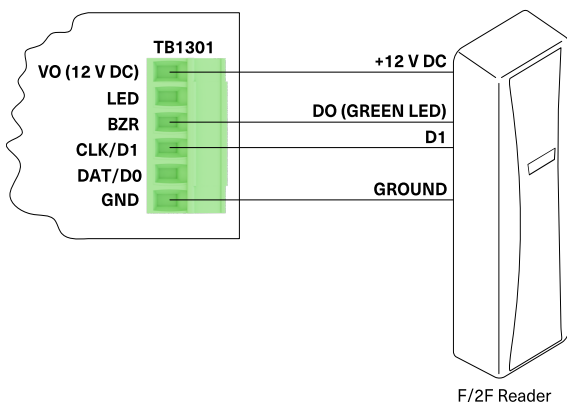 TB1301
VO (12 V DC)
+12 V DC
LED
BZR
DO (GREEN LED)
CLK/D1
D1
DAT/D0
GND
GROUND
F/2F Reader